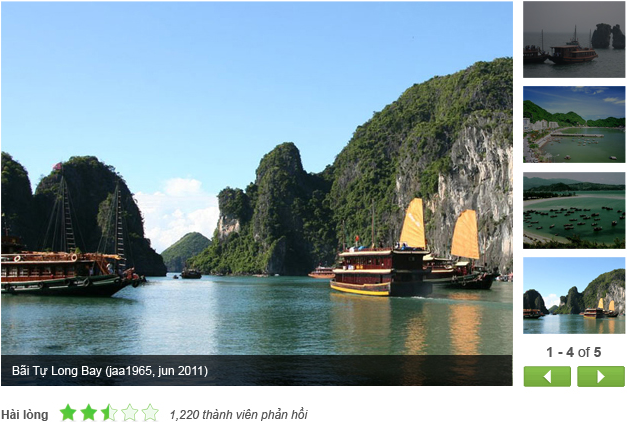 Bãi Tự Long Bay (jaa1965, jun 2011)
1 - 4 of 5
Hài lòng
1,220 thành viên phản hồi